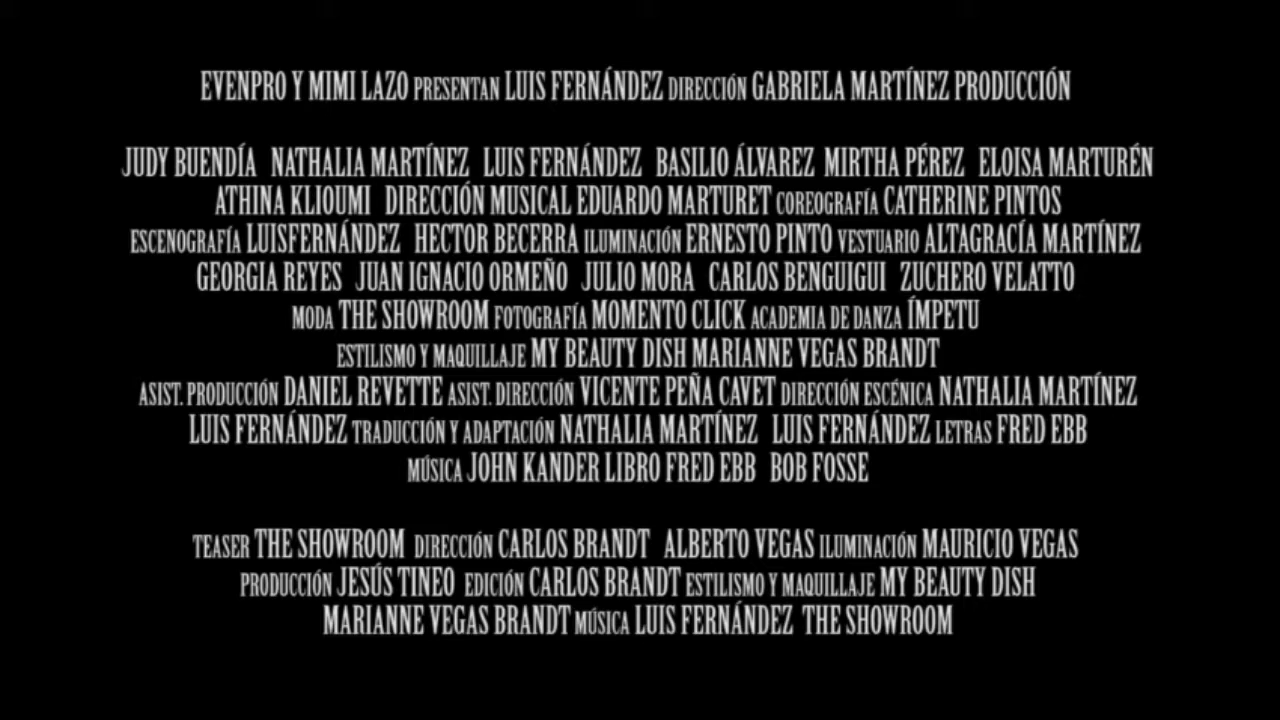 EVENPRO Y MIMI LAZO PRESENTAN LUIS FERNÁNDEZ DIRECCIÓN GABRIELA MARTÍNEZ PRODUCCIÓN
JUDY BUENDÍA NATHALIA MARTÍNEZ LUIS FERNÁNDEZ BASILIO ÁLVAREZ MIRTHA PÉREZ ELOISA MARTURÉN
ATHINA KLIOUMI DIRECCIÓN MUSICAL EDUARDO MARTURET COREOGRAFÍA CATHERINE PINTOS
ESCENOGRAFÍA LUISFERNÁNDEZ HECTOR BECERRA ILUMINACIÓN ERNESTO PINTO VESTUARIO ALTAGRACÍA MARTÍNEZ
GEORGIA REYES JUAN IGNACIO ORMEÑO JULIO MORA CARLOS BENGUIGUI ZUCHERO VELATTO
MODA THE SHOWROOM FOTOGRAFÍA MOMENTO CLICK ACADEMIA DE DANZA ÍMPETU
ESTILISMO Y MAQUILLAJE MY BEAUTY DISH MARIANNE VEGAS BRANDT
ASIST. PRODUCCIÓN DANIEL REVETTE ASIST. DIRECCIÓN VICENTE PEÑA CAVET DIRECCIÓN ESCÉNICA NATHALIA MARTÍNEZ
LUIS FERNÁNDEZ TRADUCCIÓN Y ADAPTACIÓN NATHALIA MARTÍNEZ LUIS FERNÁNDEZ LETRAS FRED EBB
MÚSICA JOHN KANDER LIBRO FRED EBB BOB FOSSE
TEASER THE SHOWROOM DIRECCIÓN CARLOS BRANDT ALBERTO VEGAS ILUMINACIÓN MAURICIO VEGAS
PRODUCCIÓN JESÚS TINEO EDICIÓN CARLOS BRANDT ESTILISMO Y MAQUILLAJE MY BEAUTY DISH
MARIANNE VEGAS BRANDT MÚSICA LUIS FERNÁNDEZ THE SHOWROOM